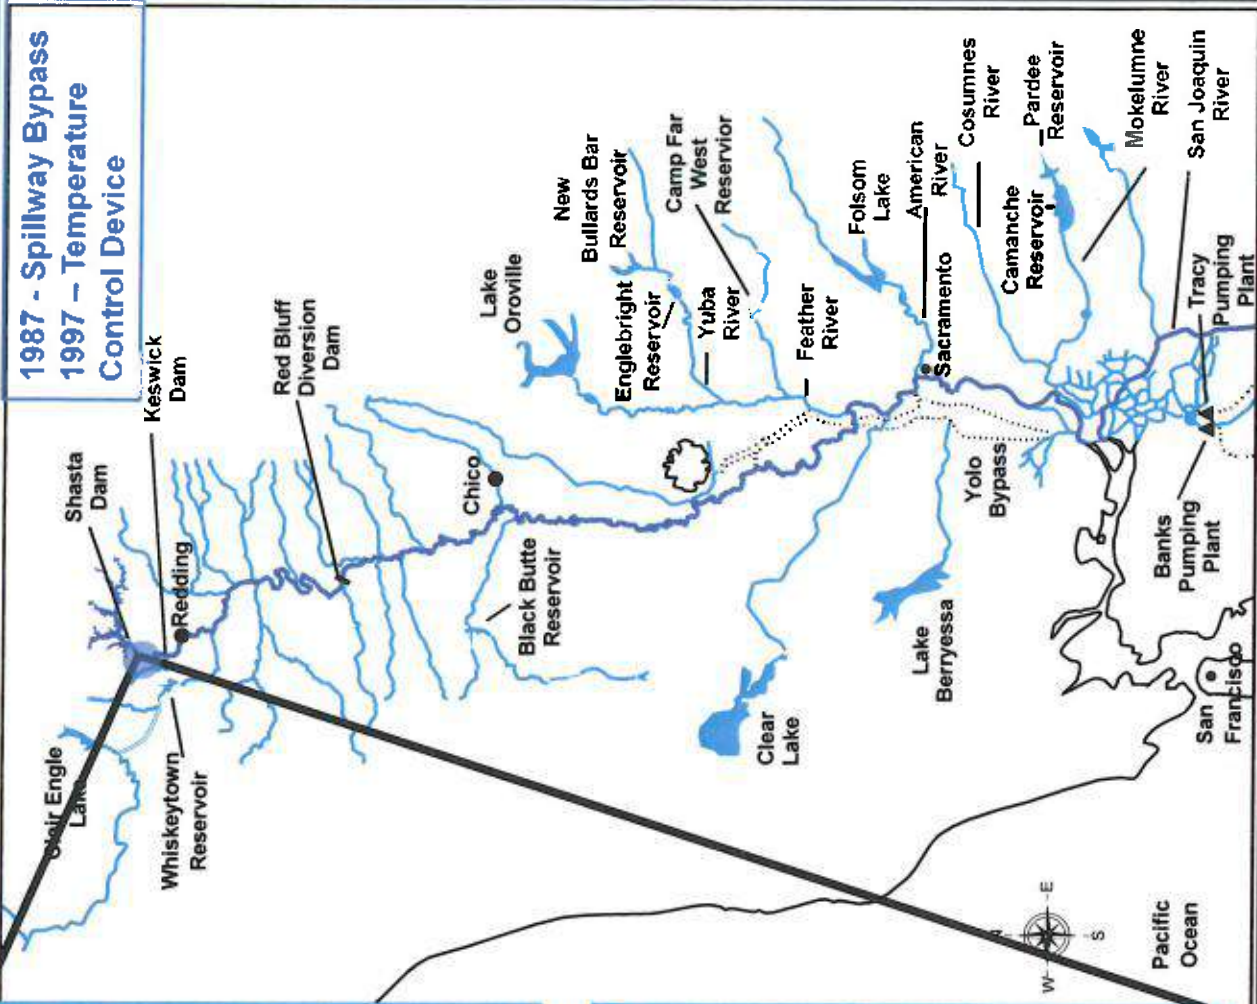 1987 - Spillway Bypass
1997 – Temperature
Control Device
Shasta
Dam
Keswick
Dam
Redding
Clair Engle
Lake
Whiskeytown
Reservoir
Red Bluff
Diversion
Dam
Chico
Black Butte
Reservoir
Lake
Oroville
New
Bullards Bar
Reservoir
Englebright
Reservoir
Yuba
River
Camp Far
West
Reservior
Feather
River
Folsom
Lake
American
River
Sacramento
Cosumnes
River
Pardee
Reservoir
Camanche
Reservoir
Mokelumne
River
San Joaquin
River
Tracy
Pumping
Plant
Banks
Pumping
Plant
Yolo
Bypass
Lake
Berryessa
Clear
Lake
San
Francisco
Pacific
Ocean
W
E
S